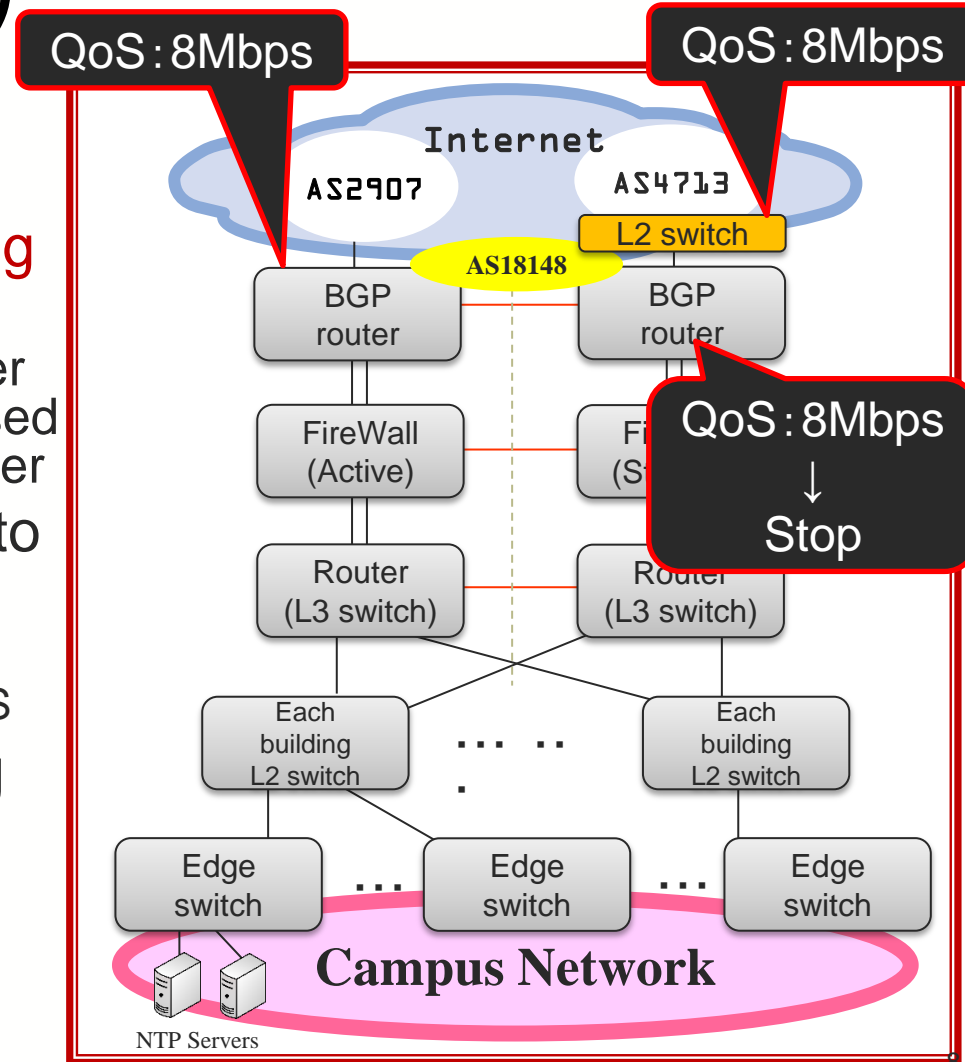 QoS：8Mbps
QoS：8Mbps
Internet
AS2907
AS4713
L2 switch
AS18148
BGP
router
BGP
router
QoS：8Mbps
↓
Stop
FireWall
(Active)
Router
(L3 switch)
Router
(L3 switch)
Each
building
L2 switch
... ..
.
Each
building
L2 switch
Edge
switch
...
Edge
switch
...
Edge
switch
Campus Network
NTP Servers
to